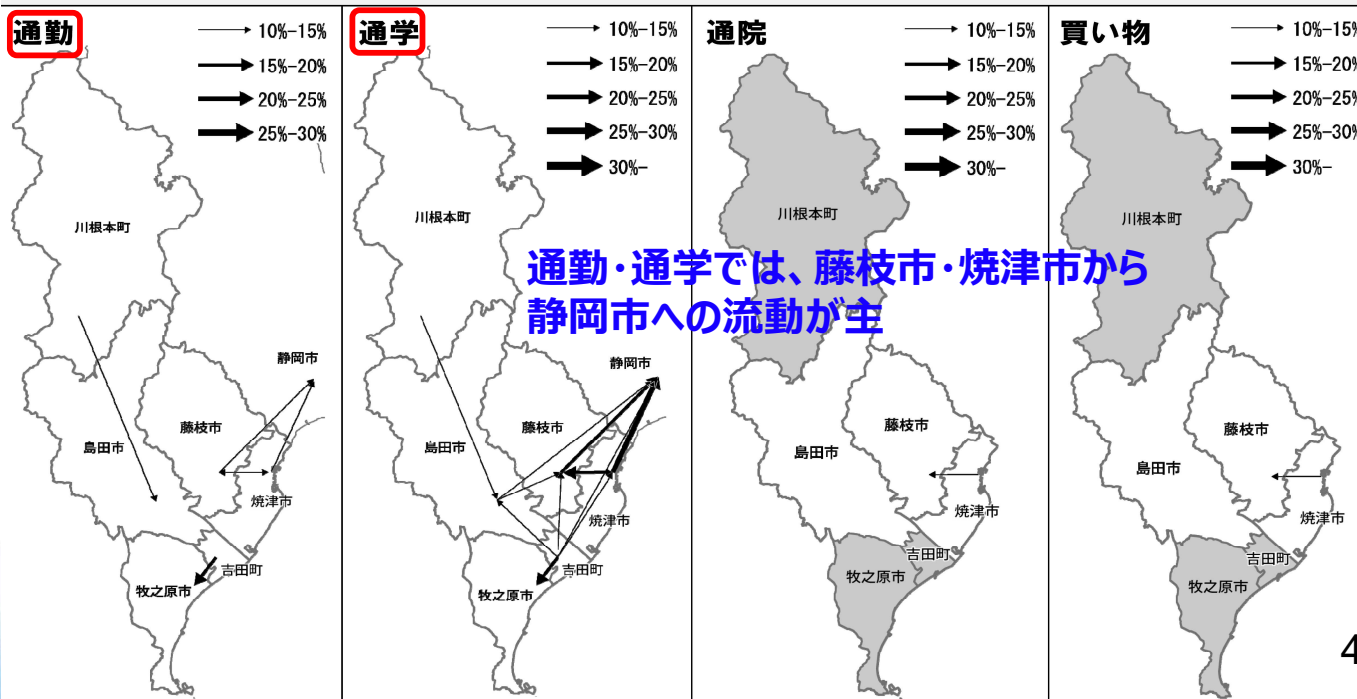 通勤
10%-15%
15%-20%
20%-25%
25%-30%
川根本町
静岡市
藤枝市
島田市
焼津市
吉田町
牧之原市
通学
10%-15%
15%-20%
20%-25%
25%-30%
30%-
川根本町
通勤・通学では、藤枝市・焼津市から
静岡市への流動が主
静岡市
藤枝市
島田市
焼津市
吉田町
牧之原市
通院
10%-15%
15%-20%
20%-25%
25%-30%
30%-
川根本町
藤枝市
島田市
焼津市
吉田町
牧之原市
買い物
10%-15%
15%-20%
20%-25%
25%-30%
30%-
川根本町
藤枝市
島田市
焼津市
吉田町
牧之原市
4